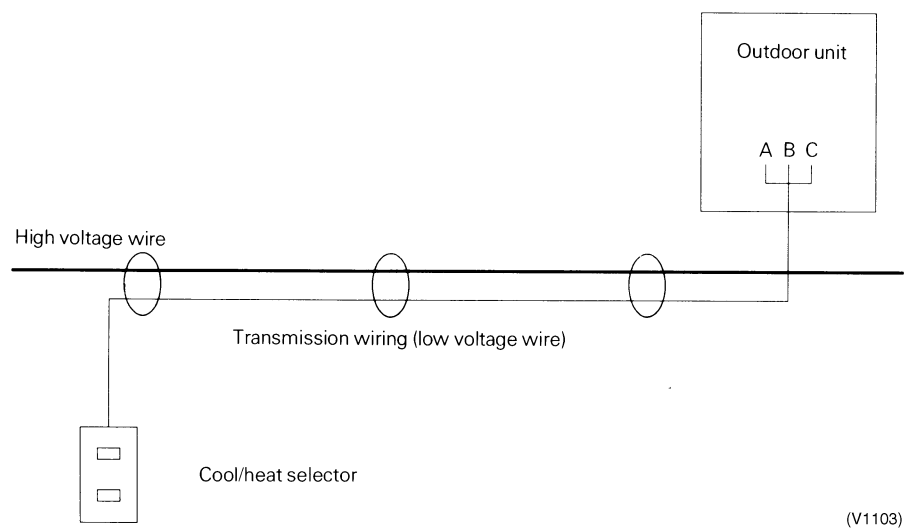 Outdoor unit
A B C
High voltage wire
Transmission wiring (low voltage wire)
Cool/heat selector
(V1103)